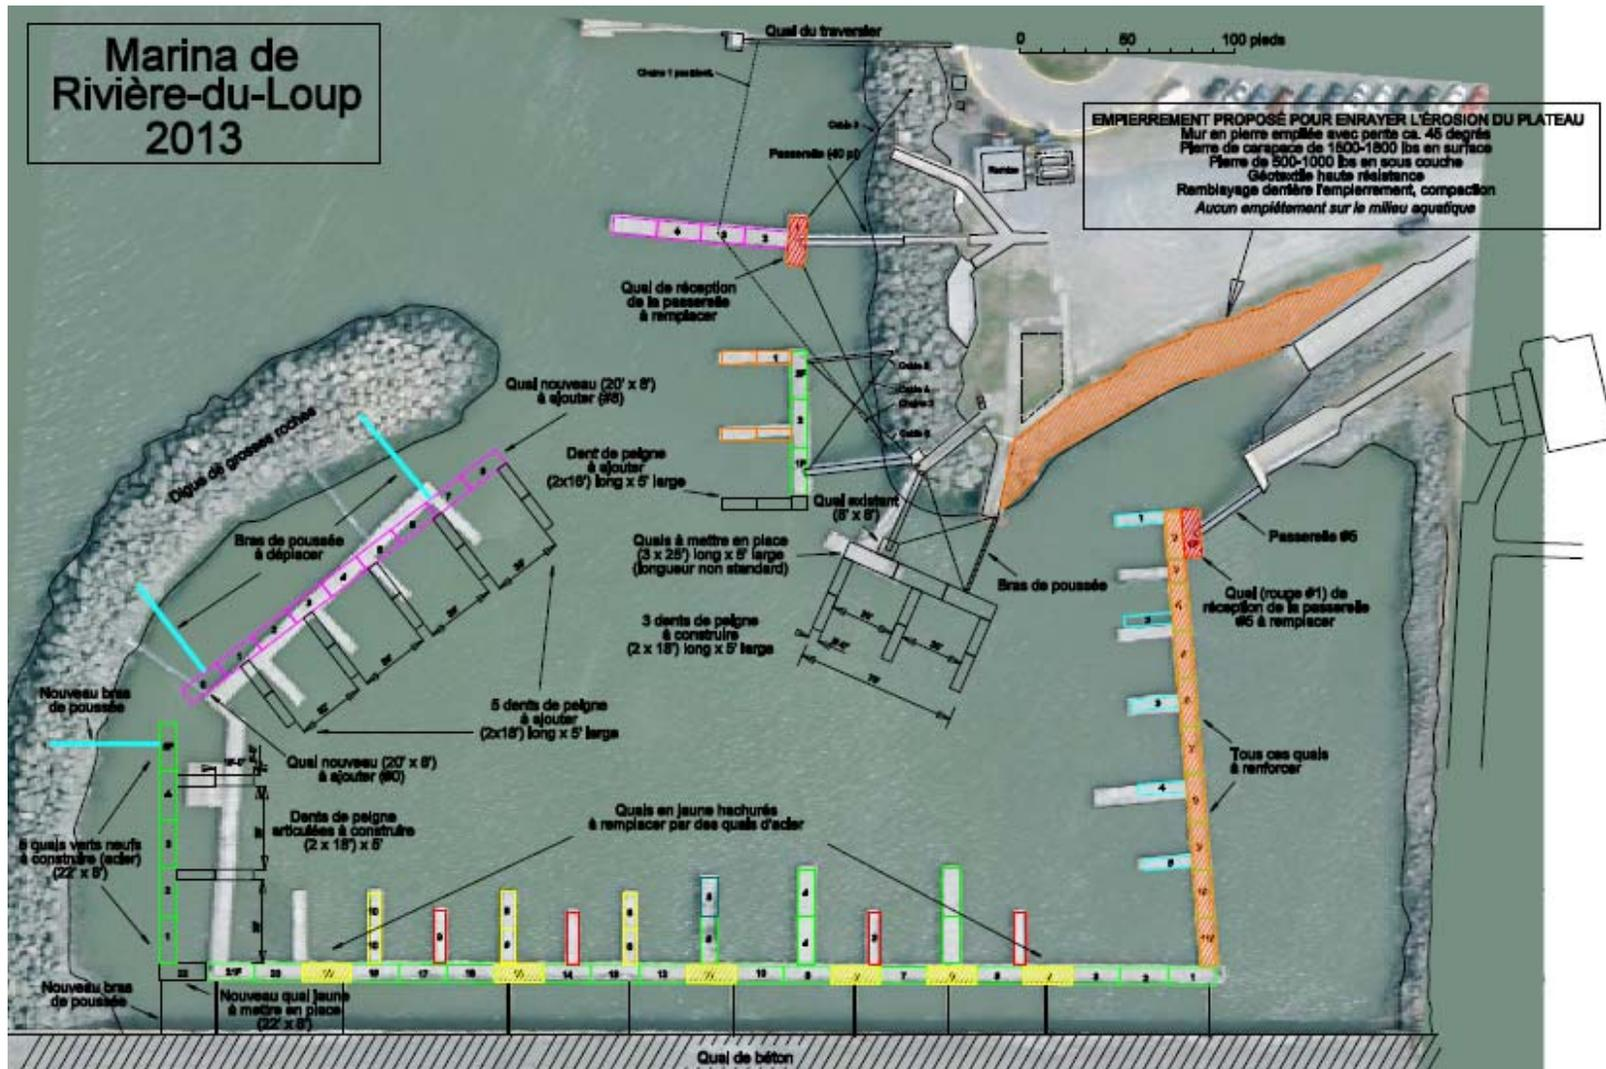 Marina de
Rivière-du-Loup
2013
Quai du traversier
0 50 100 pieds
Câble 3
Passerelle (40 pi)
Remise
EMPIERREMENT PROPOSÉ POUR ENRAYER L'ÉROSION DU PLATEAU
Mur en pierre empilée avec pente ca. 45 degrés
Pierre de carapace de 1500-1800 lbs en surface
Pierre de 500-1000 lbs en sous couche
Géotextile haute résistance
Remblayage derrière l'empierrement, compaction
Aucun empiétement sur le milieu aquatique
Quai de réception
de la passerelle
à remplacer
Quai nouveau (20' x 8')
à ajouter (#8)
Digue de grosses roches
Dent de peigne
à ajouter
(2x18') long x 5' large
Quai existant
(8' x 8')
Bras de poussée
à déplacer
Quais à mettre en place
(3 x 25') long x 8' large
(longueur non standard)
Bras de poussée
Passerelle #5
Quai (rouge #1) de
réception de la passerelle
#5 à remplacer
3 dents de peigne
à construire
(2 x 18') long x 5' large
Nouveau bras
de poussée
5 dents de peigne
à ajouter
(2x18') long x 5' large
Quai nouveau (20' x 8')
à ajouter (#0)
Tous ces quais
à renforcer
Dents de peigne
articulées à construire
(2 x 18') x 5'
Quais en jaune hachurés
à remplacer par des quais d'acier
quais verts neufs
à construire (acier)
(22' x 8')
Nouveau bras
de poussée
Nouveau quai jaune
à mettre en place
(22' x 8')
Quai de béton